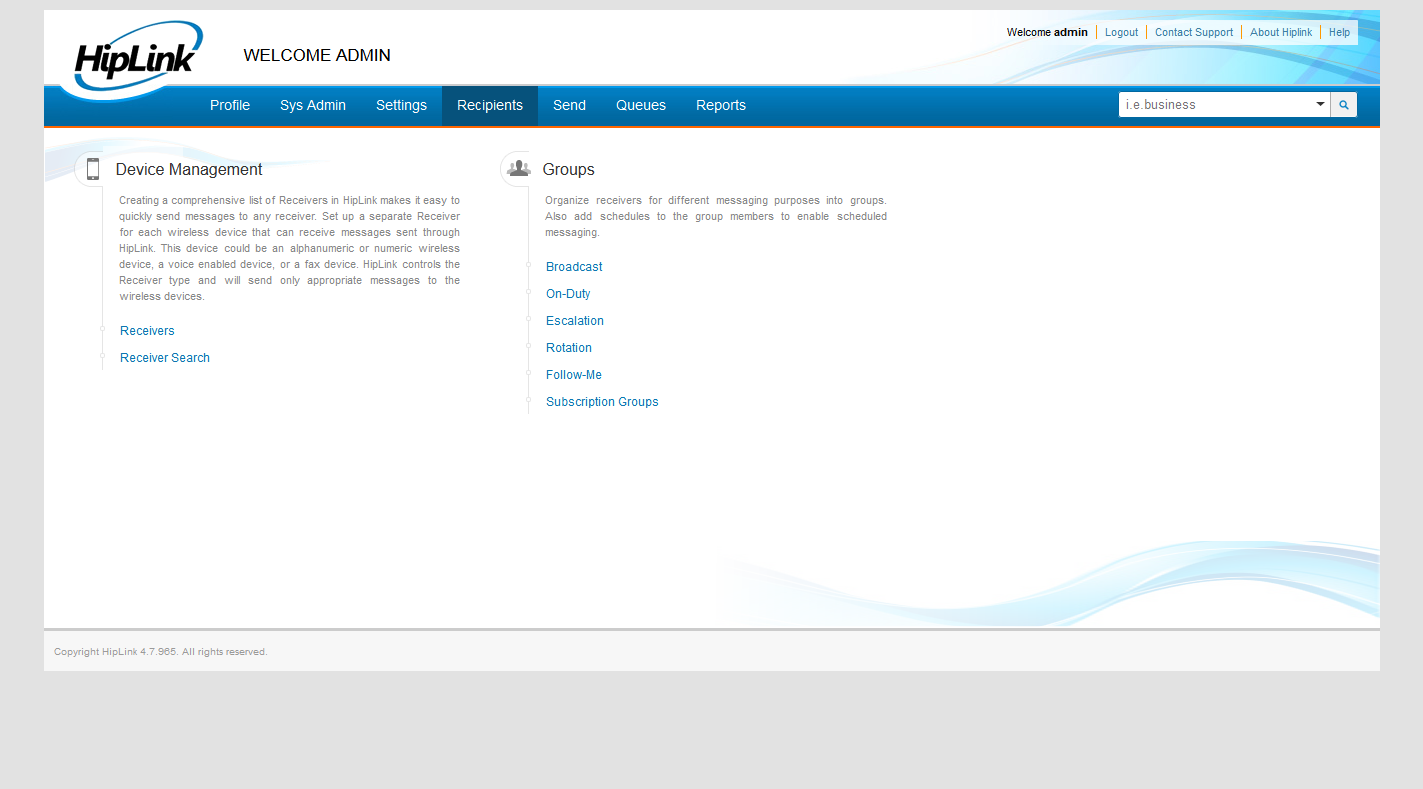 HipLink
WELCOME ADMIN
Welcome admin Logout Contact Support About Hiplink Help
Profile Sys Admin Settings Recipients Send Queues Reports
i.e.business
Device Management
Creating a comprehensive list of Receivers in HipLink makes it easy to
quickly send messages to any receiver. Set up a separate Receiver
for each wireless device that can receive messages sent through
HipLink. This device could be an alphanumeric or numeric wireless
device, a voice enabled device, or a fax device. HipLink controls the
Receiver type and will send only appropriate messages to the
wireless devices.
Receivers
Receiver Search
Groups
Organize receivers for different messaging purposes into groups.
Also add schedules to the group members to enable scheduled
messaging.
Broadcast
On-Duty
Escalation
Rotation
Follow-Me
Subscription Groups
Copyright HipLink 4.7.965. All rights reserved.